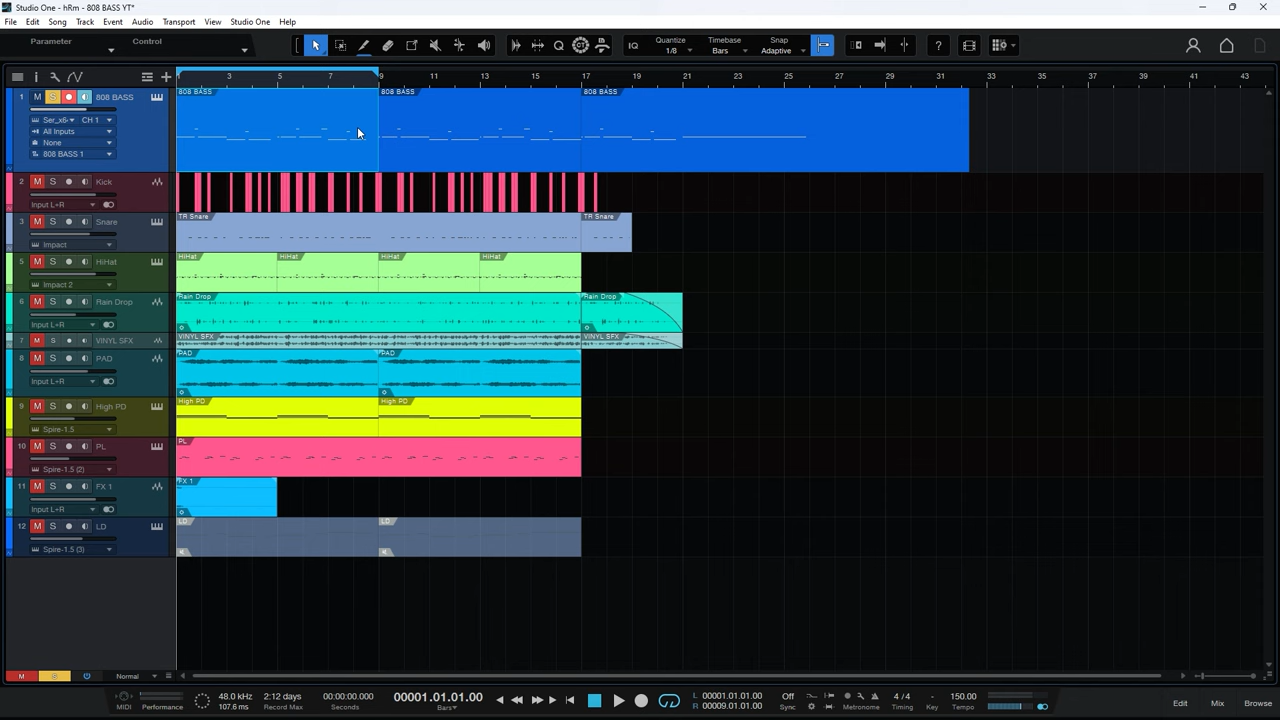 Studio One - hRm - 808 BASS YT*
File Edit Song Track Event Audio Transport View Studio One Help
Parameter Control
IQ Quantize 1/8 Timebase Bars Snap Adaptive ?
1 3 5 7 9 11 13 15 17 19 21 23 25 27 29 31 33 35 37 39 41 43
1 M S 808 BASS
Ser_x6 CH 1
All Inputs
None
808 BASS 1
808 BASS 808 BASS 808 BASS
2 M S Kick
Input L+R
3 M S Snare
Impact
TR Snare TR Snare
5 M S HiHat
Impact 2
HiHat HiHat HiHat HiHat
6 M S Rain Drop
Input L+R
Rain Drop Rain Drop
7 M S VINYL SFX
VINYL SFX VINYL SFX
8 M S PAD
Input L+R
PAD PAD
9 M S High PD
Spire-1.5
High PD High PD
10 M S PL
Spire-1.5 (2)
PL
11 M S FX 1
Input L+R
FX 1
12 M S LD
Spire-1.5 (3)
LD LD
M S Normal
MIDI Performance
48.0 kHz
107.6 ms
2:12 days
Record Max
00:00:00.000
Seconds
00001.01.01.00
Bars
L 00001.01.01.00
R 00009.01.01.00
Off
Sync
Metronome
4 / 4
Timing
-
Key
150.00
Tempo
Edit Mix Browse